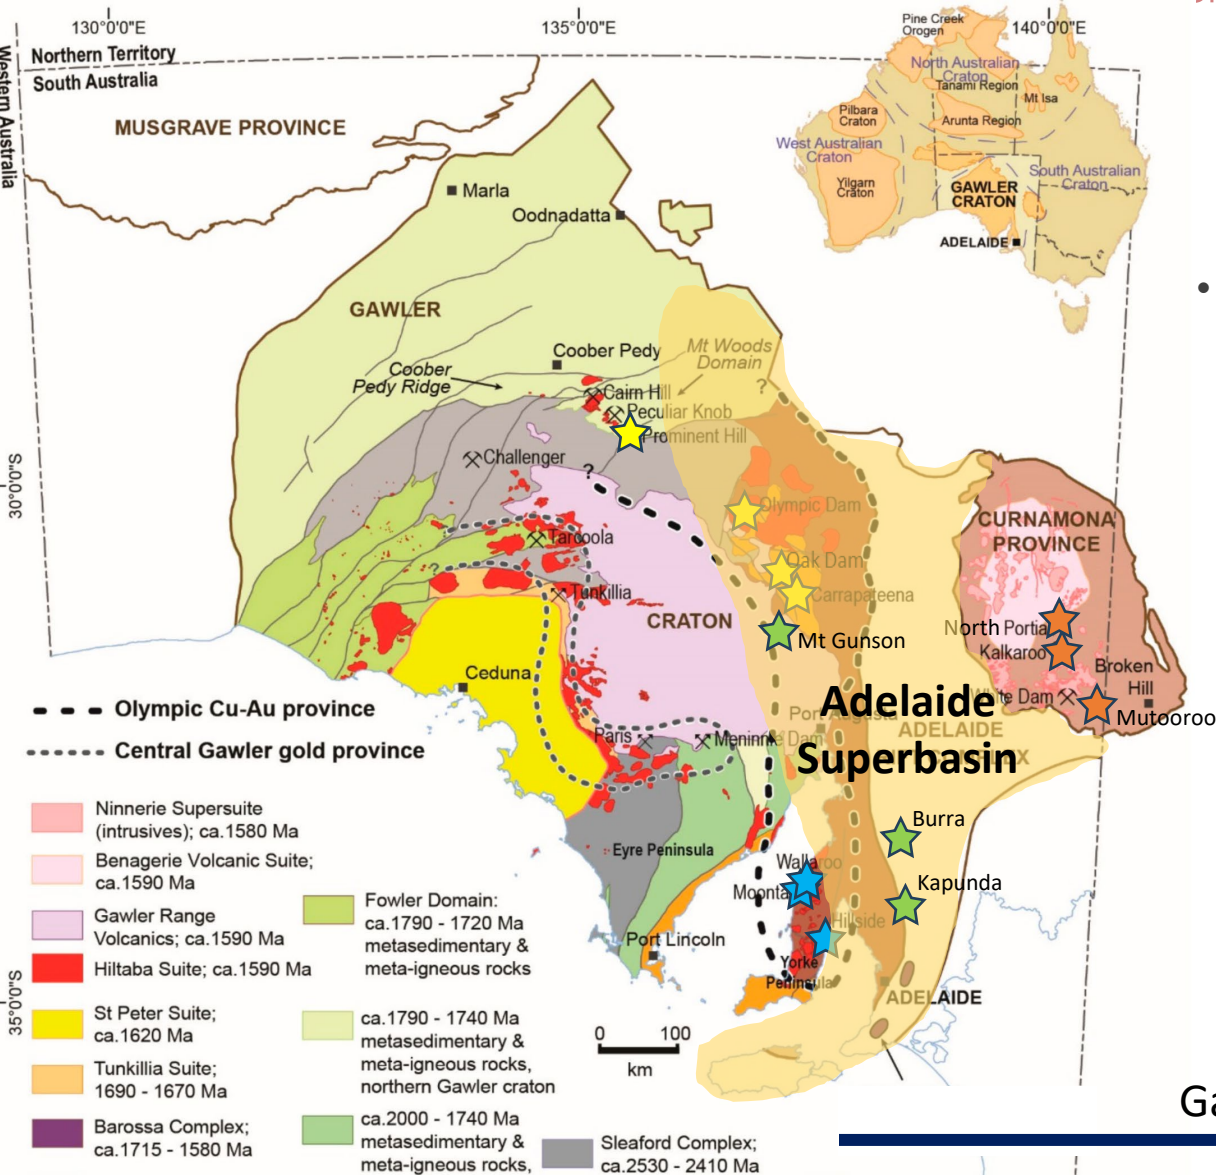 130°0'0"E
135°0'0"E
140°0'0"E
Northern Territory
South Australia
Western Australia
MUSGRAVE PROVINCE
Pine Creek
Orogen
North Australian
Craton
Tanami Region
Mt Isa
Pilbara
Craton
Arunta Region
West Australian
Craton
Yilgarn
Craton
South Australian
Craton
GAWLER
CRATON
ADELAIDE
Marla
Oodnadatta
GAWLER
Coober Pedy
Mt Woods
Domain
Coober
Pedy Ridge
?
Cairn Hill
Peculiar Knob
Prominent Hill
Challenger
?
30°0'0"S
Olympic Dam
CURNAMONA
PROVINCE
Tarcoola
Oak Dam
?
Tunkillia
Carrapateena
CRATON
North Portia
Mt Gunson
Kalkaroo
Broken
Hill
Ceduna
White Dam
Mutooroo
Olympic Cu-Au province
Adelaide
Port Augusta
ADELAIDE
Paris
Menninnie Dam
Superbasin
Central Gawler gold province
Burra
Eyre Peninsula
Wallaroo
Moonta
Kapunda
Hillside
Port Lincoln
Yorke
Peninsula
ADELAIDE
35°0'0"S
0 100
km
Ninnerie Supersuite
(intrusives); ca.1580 Ma
Benagerie Volcanic Suite;
ca.1590 Ma
Gawler Range
Volcanics; ca.1590 Ma
Hiltaba Suite; ca.1590 Ma
St Peter Suite;
ca.1620 Ma
Tunkillia Suite;
1690 - 1670 Ma
Barossa Complex;
ca.1715 - 1580 Ma
Fowler Domain:
ca.1790 - 1720 Ma
metasedimentary &
meta-igneous rocks
ca.1790 - 1740 Ma
metasedimentary &
meta-igneous rocks,
northern Gawler craton
ca.2000 - 1740 Ma
metasedimentary &
meta-igneous rocks,
Sleaford Complex;
ca.2530 - 2410 Ma
Ga